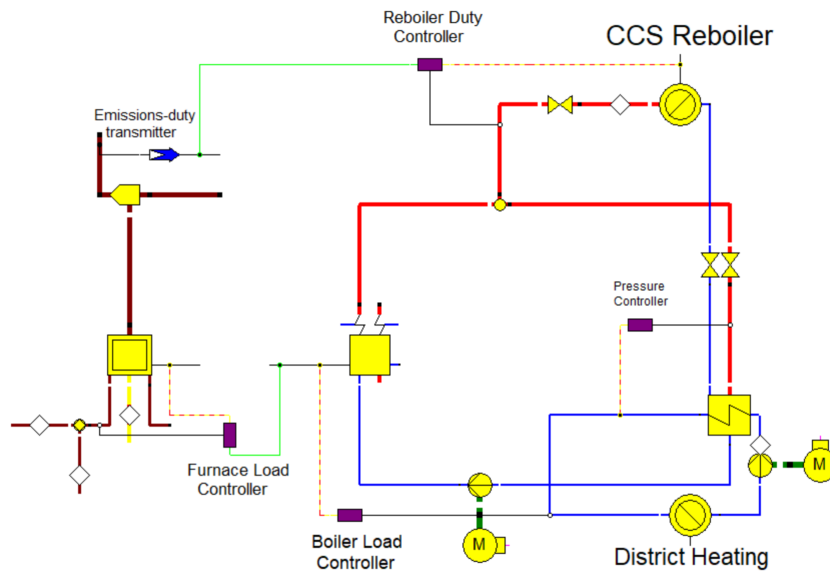 Reboiler Duty
Controller
CCS Reboiler
Emissions-duty
transmitter
Pressure
Controller
Furnace Load
Controller
M
Boiler Load
Controller
M
District Heating